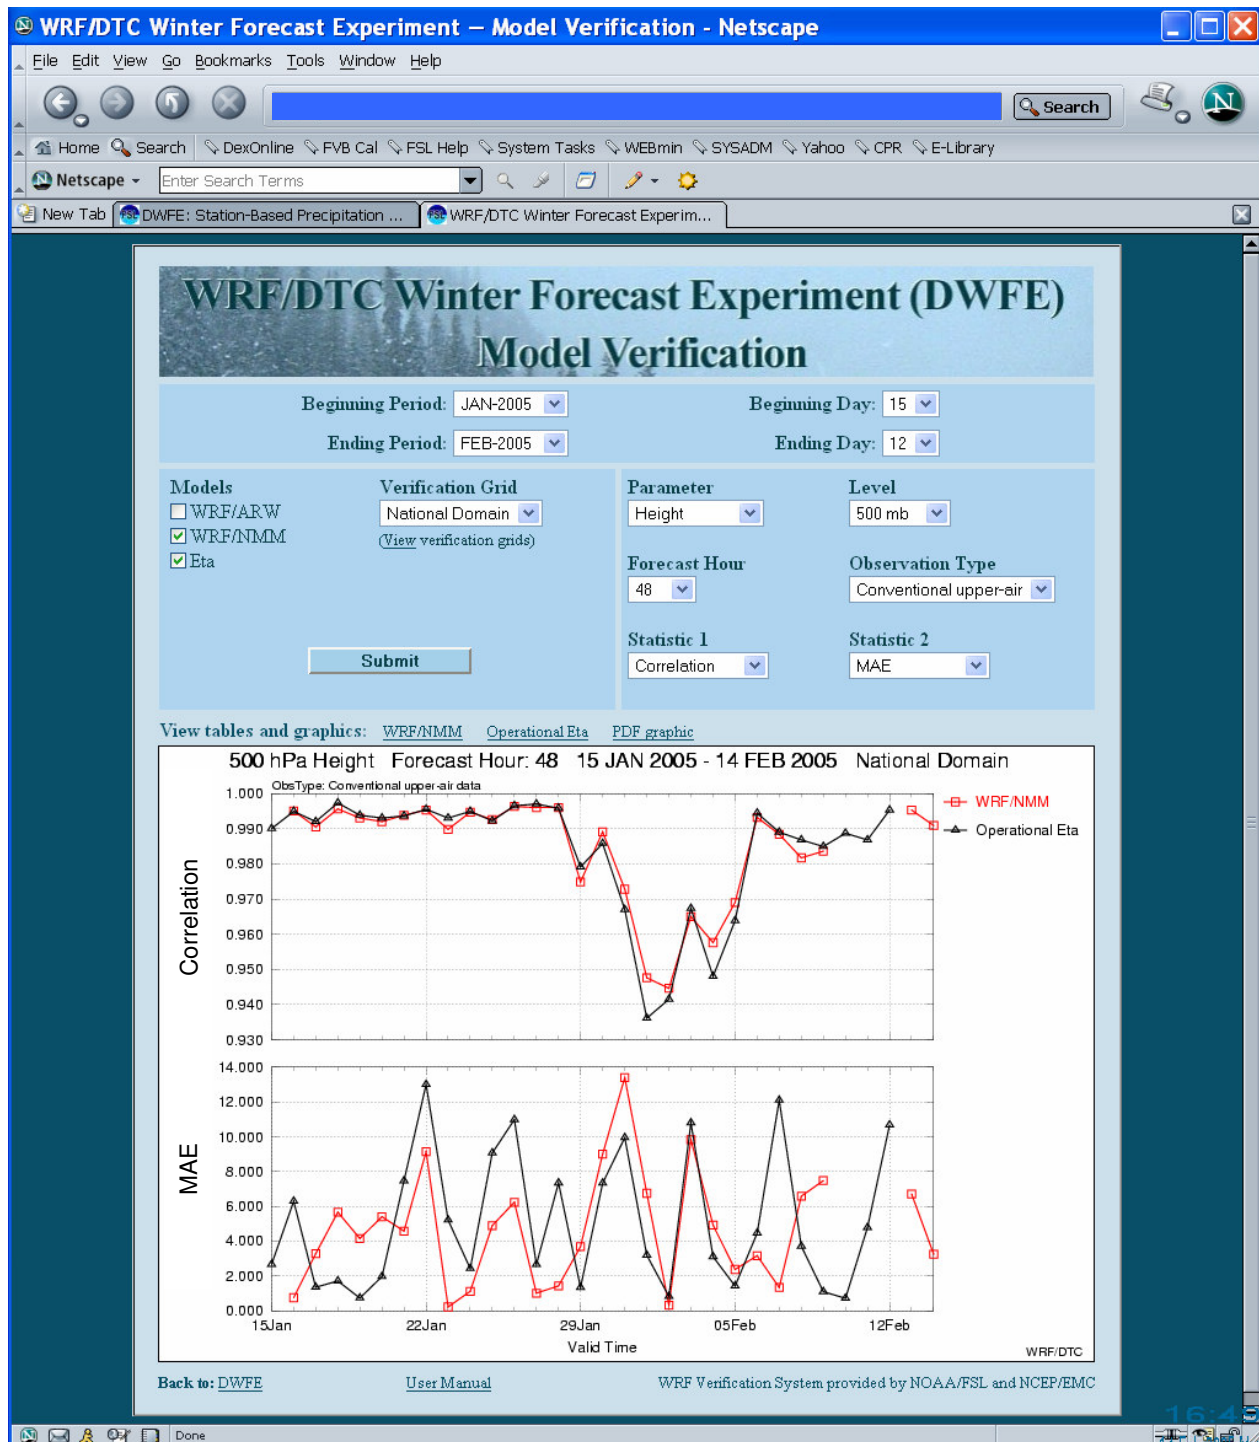 WRF/DTC Winter Forecast Experiment — Model Verification - Netscape
File Edit View Go Bookmarks Tools Window Help
Search
Home Search DexOnline FVB Cal FSL Help System Tasks WEBmin SYSADM Yahoo CPR E-Library
Netscape Enter Search Terms
New Tab DWFE: Station-Based Precipitation ... WRF/DTC Winter Forecast Experim...
WRF/DTC Winter Forecast Experiment (DWFE)
Model Verification
Beginning Period: JAN-2005 Beginning Day: 15
Ending Period: FEB-2005 Ending Day: 12
Models Verification Grid Parameter Level
WRF/ARW National Domain Height 500 mb
WRF/NMM (View verification grids)
Eta Forecast Hour Observation Type
48 Conventional upper-air
Statistic 1 Statistic 2
Submit Correlation MAE
View tables and graphics: WRF/NMM Operational Eta PDF graphic
500 hPa Height Forecast Hour: 48 15 JAN 2005 - 14 FEB 2005 National Domain
ObsType: Conventional upper-air data
1.000
0.990
0.980
0.970
0.960
0.950
0.940
0.930
Correlation
WRF/NMM
Operational Eta
14.000
12.000
10.000
8.000
6.000
4.000
2.000
0.000
MAE
15Jan 22Jan 29Jan 05Feb 12Feb
Valid Time
WRF/DTC
Back to: DWFE User Manual WRF Verification System provided by NOAA/FSL and NCEP/EMC
Done